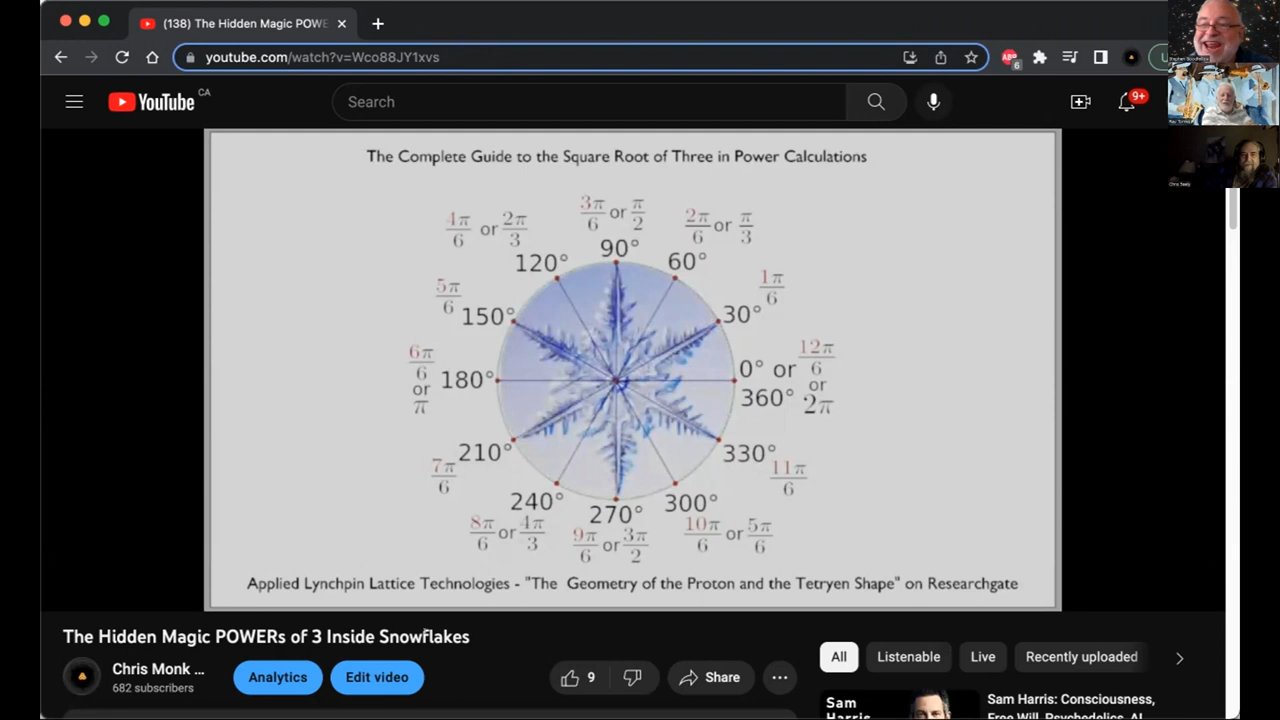 (138) The Hidden Magic POWE
youtube.com/watch?v=Wco88JY1xvs
ABP
6
YouTube CA
Search
9+
The Complete Guide to the Square Root of Three in Power Calculations
4π/6 or 2π/3
3π/6 or π/2
2π/6 or π/3
120°
90°
60°
5π/6
1π/6
150°
30°
6π/6 or π
180°
0° or 360°
12π/6 or 2π
210°
330°
7π/6
11π/6
240°
270°
300°
8π/6 or 4π/3
9π/6 or 3π/2
10π/6 or 5π/6
Applied Lynchpin Lattice Technologies - "The Geometry of the Proton and the Tetryen Shape" on Researchgate
The Hidden Magic POWERs of 3 Inside Snowflakes
Chris Monk ...
682 subscribers
Analytics
Edit video
9
Share
All
Listenable
Live
Recently uploaded
Sam
Harris
Sam Harris: Consciousness,
Free Will, Psychedelics, AI,